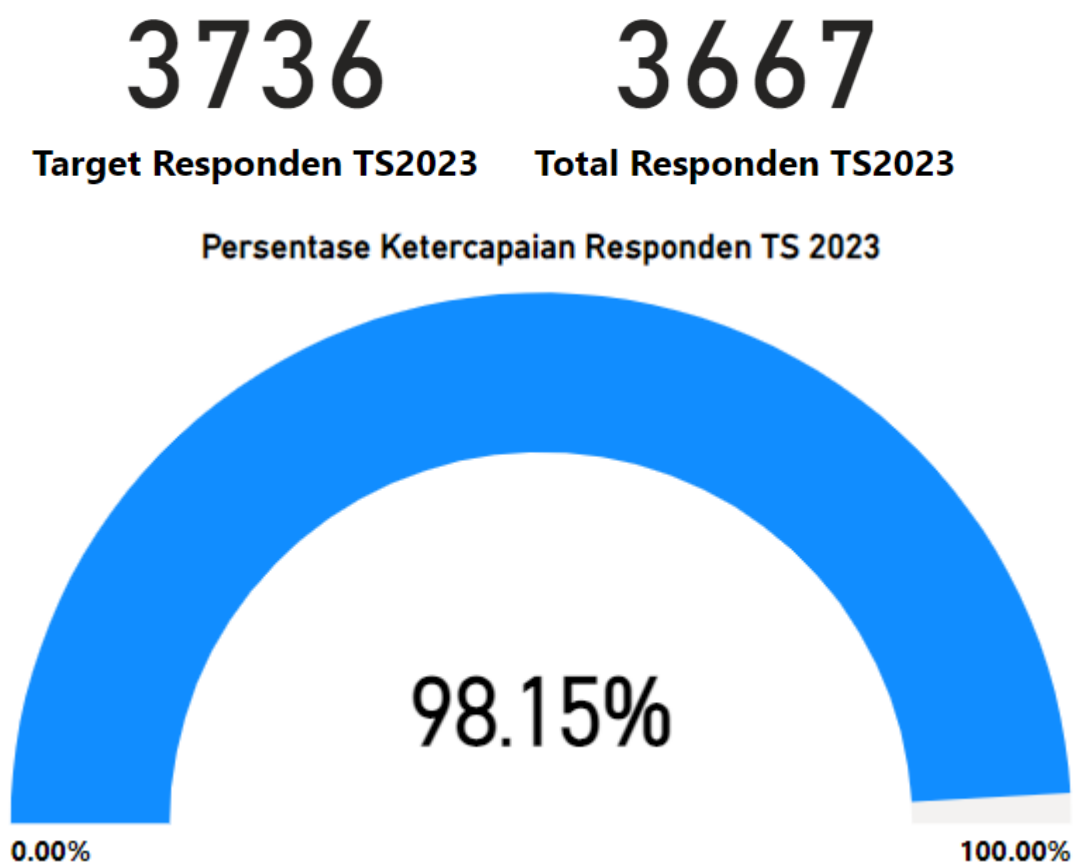 3736 3667
Target Responden TS2023 Total Responden TS2023
Persentase Ketercapaian Responden TS 2023
98.15%
0.00% 100.00%